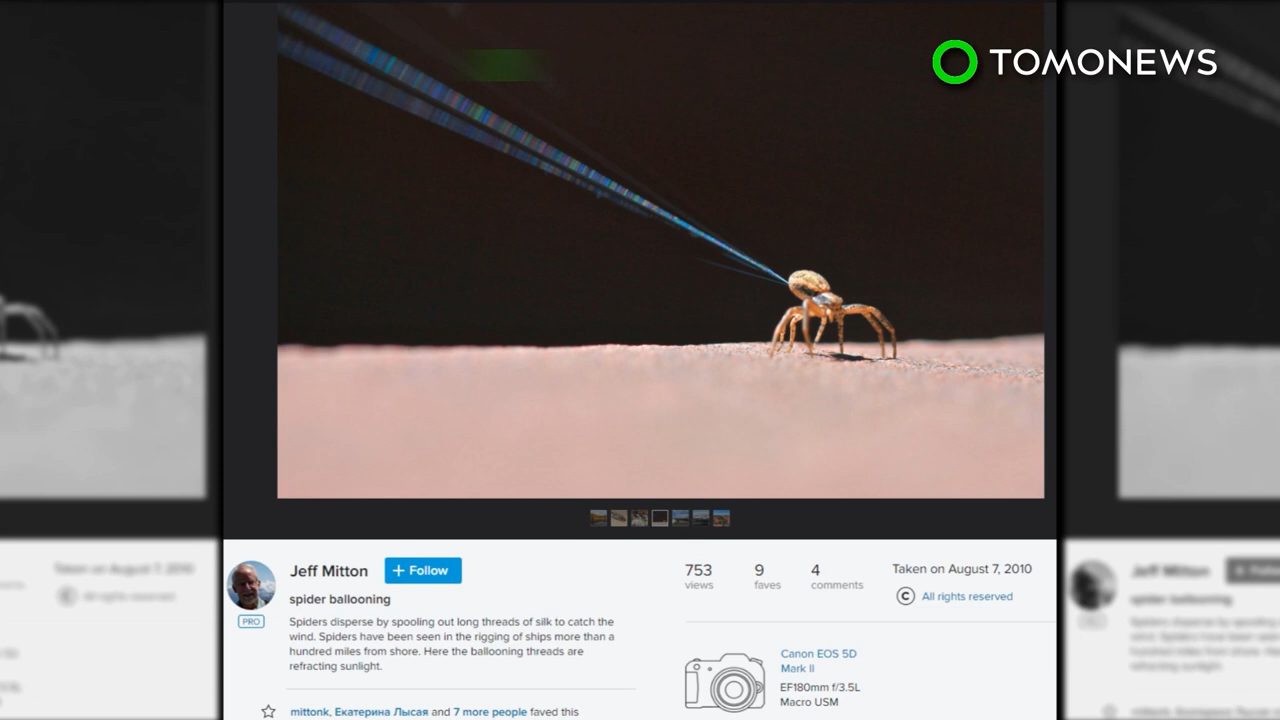 TOMONEWS
Jeff Mitton
+ Follow
PRO
spider ballooning
Spiders disperse by spooling out long threads of silk to catch the
wind. Spiders have been seen in the rigging of ships more than a
hundred miles from shore. Here the ballooning threads are
refracting sunlight.
mittonk, Екатерина Лысая and 7 more people faved this
753
views
9
faves
4
comments
Taken on August 7, 2010
© All rights reserved
Canon EOS 5D
Mark II
EF180mm f/3.5L
Macro USM